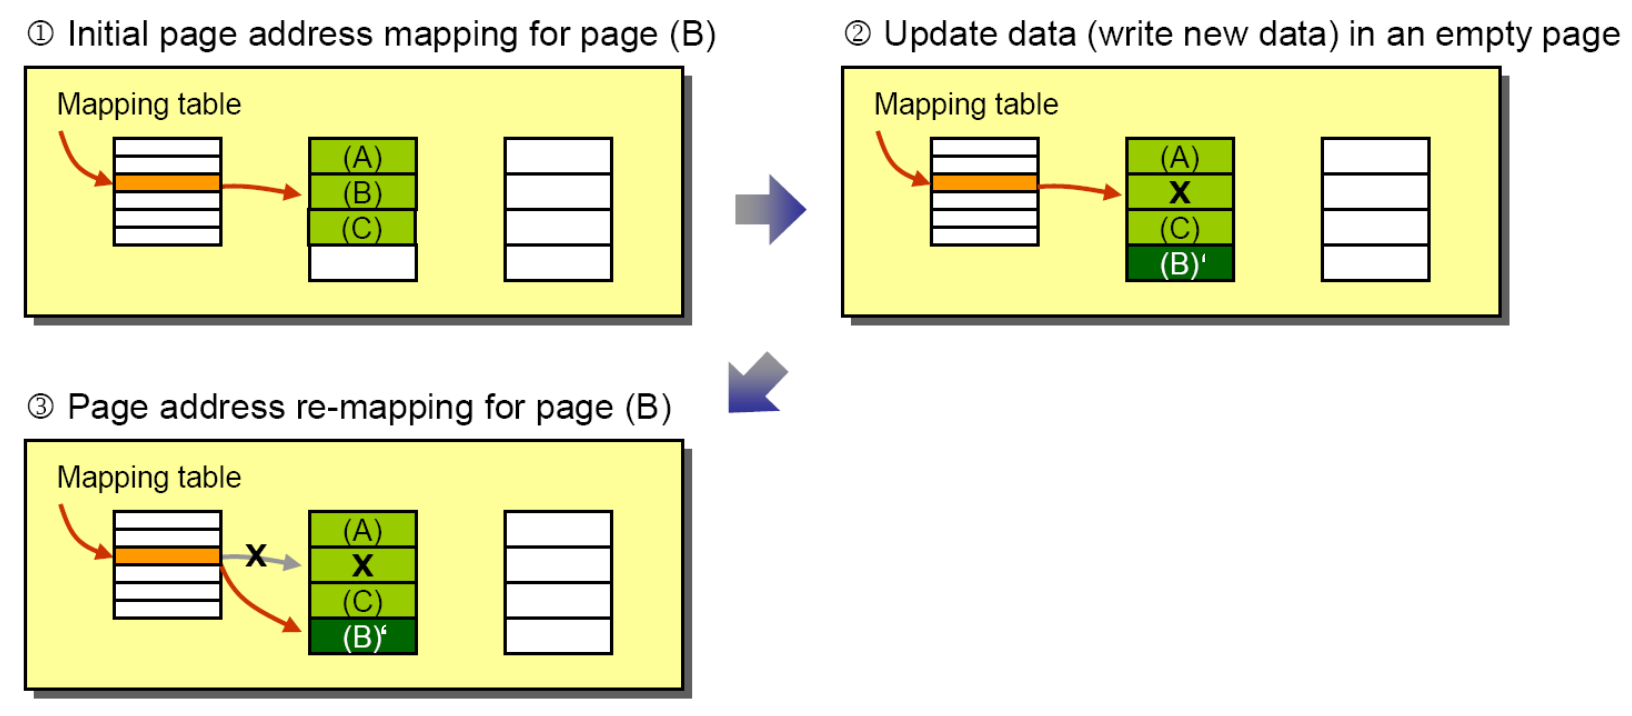 ① Initial page address mapping for page (B)
Mapping table
(A)
(B)
(C)
② Update data (write new data) in an empty page
Mapping table
(A)
X
(C)
(B)‘
③ Page address re-mapping for page (B)
Mapping table
X
(A)
X
(C)
(B)‘